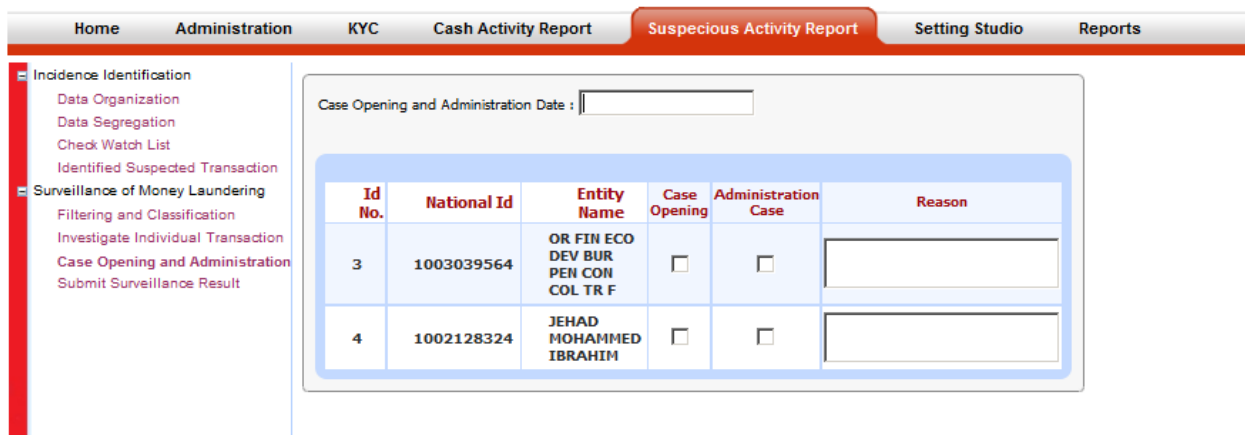 Home Administration KYC Cash Activity Report Suspecious Activity Report Setting Studio Reports
Incidence Identification
Data Organization
Data Segregation
Check Watch List
Identified Suspected Transaction
Surveillance of Money Laundering
Filtering and Classification
Investigate Individual Transaction
Case Opening and Administration
Submit Surveillance Result
Case Opening and Administration Date :
Id No. National Id Entity Name Case Opening Administration Case Reason
3 1003039564 OR FIN ECO
DEV BUR
PEN CON
COL TR F
4 1002128324 JEHAD
MOHAMMED
IBRAHIM